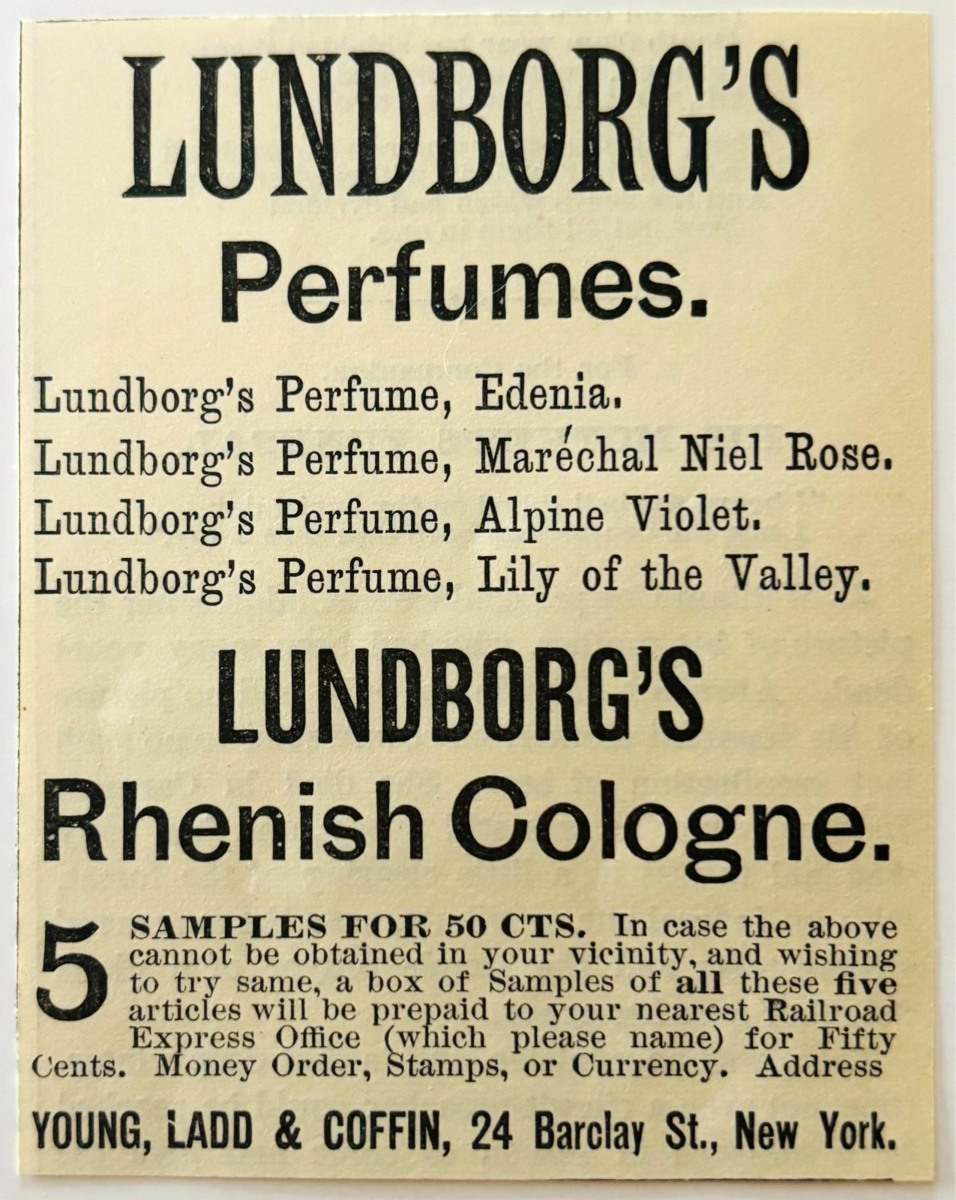 LUNDBORG'S
Perfumes.
Lundborg's Perfume, Edenia.
Lundborg's Perfume, Maréchal Niel Rose.
Lundborg's Perfume, Alpine Violet.
Lundborg's Perfume, Lily of the Valley.
LUNDBORG'S
Rhenish Cologne.
5 SAMPLES FOR 50 CTS. In case the above
cannot be obtained in your vicinity, and wishing
to try same, a box of Samples of all these five
articles will be prepaid to your nearest Railroad
Express Office (which please name) for Fifty
Cents. Money Order, Stamps, or Currency. Address
YOUNG, LADD & COFFIN, 24 Barclay St., New York.